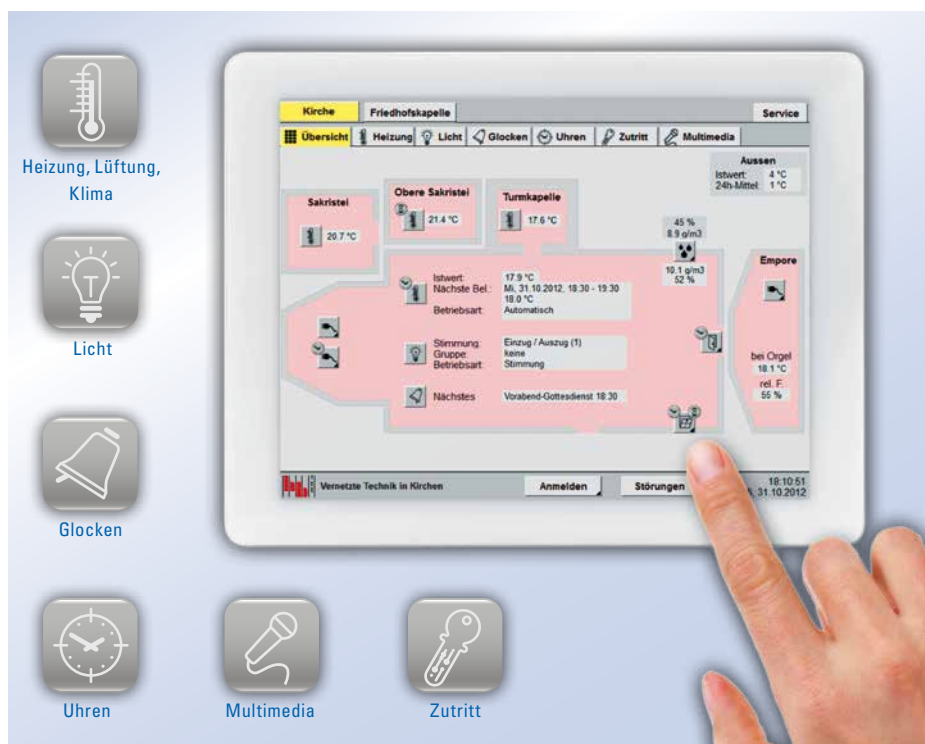 Heizung, Lüftung,
Klima
Licht
Glocken
Uhren
Multimedia
Zutritt
Kirche
Friedhofskapelle
Service
Übersicht
Heizung
Licht
Glocken
Uhren
Zutritt
Multimedia
Aussen
Istwert: 4 °C
24h-Mittel: 1 °C
Sakristei
20.7 °C
Obere Sakristei
21.4 °C
Turmkapelle
17.6 °C
45 %
8.9 g/m3
10.1 g/m3
52 %
Empore
Istwert: 17.9 °C
Nächste Bel.: Mi, 31.10.2012, 18:30 - 19:30
18.0 °C
Betriebsart: Automatisch
Stimmung: Einzug / Auszug (1)
Gruppe: keine
Betriebsart: Stimmung
Nächstes Vorabend-Gottesdienst 18:30
bei Orgel
18.1 °C
rel. F.
55 %
Vernetzte Technik in Kirchen
Anmelden
Störungen
18:10:51
31.10.2012